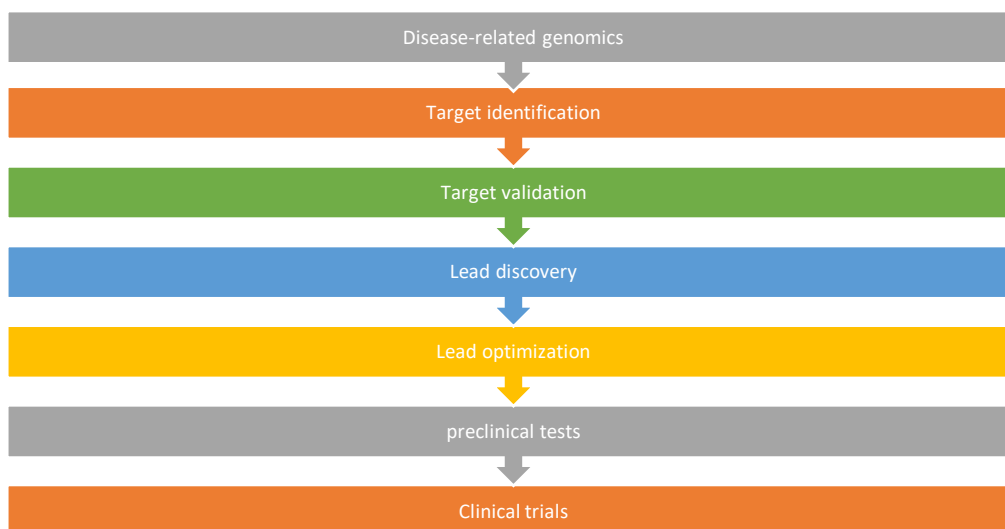 Disease-related genomics
Target identification
Target validation
Lead discovery
Lead optimization
preclinical tests
Clinical trials